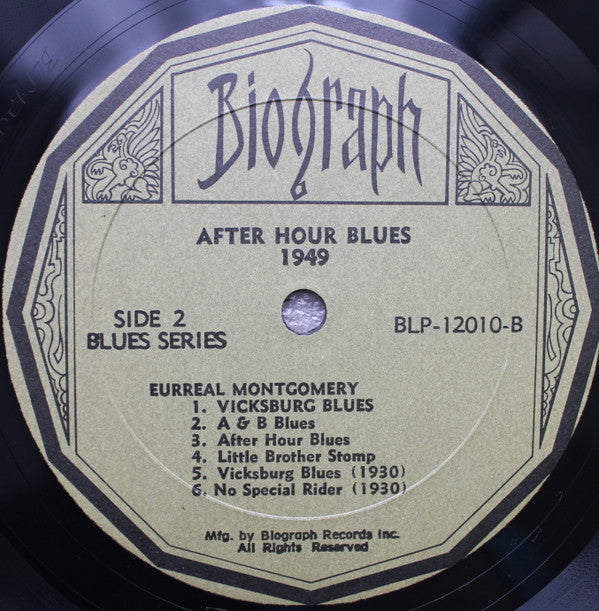 Biograph
AFTER HOUR BLUES
1949
SIDE 2
BLUES SERIES
BLP-12010-B
EURREAL MONTGOMERY
1. VICKSBURG BLUES
2. A & B Blues
3. After Hour Blues
4. Little Brother Stomp
5. Vicksburg Blues (1930)
6. No Special Rider (1930)
Mfg. by Biograph Records Inc.
All Rights Reserved